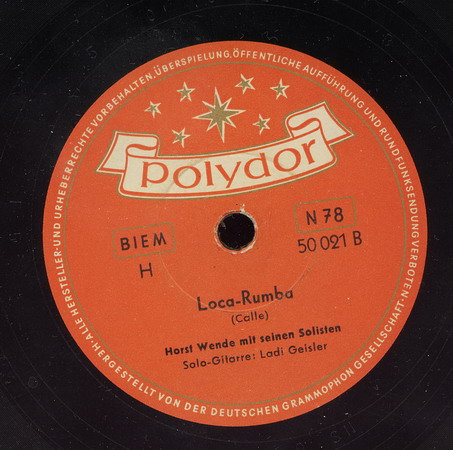 ALLE HERSTELLER-UND URHEBERRECHTE VORBEHALTEN, ÜBERSPIELUNG, ÖFFENTLICHE AUFFÜHRUNG UND RUNDFUNKSENDUNG VERBOTEN
polydor
BIEM
N 78
H
50 021 B
Loca-Rumba
(Calle)
Horst Wende mit seinen Solisten
Solo-Gitarre: Ladi Geisler
HERGESTELLT VON DER DEUTSCHEN GRAMMOPHON GESELLSCHAFT